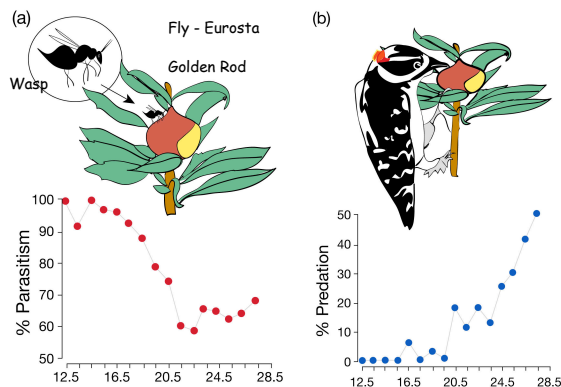 (a)
Fly - Eurosta
Wasp
Golden Rod
% Parasitism
100
90
80
70
60
50
12.5 16.5 20.5 24.5 28.5
(b)
% Predation
50
40
30
20
10
0
12.5 16.5 20.5 24.5 28.5